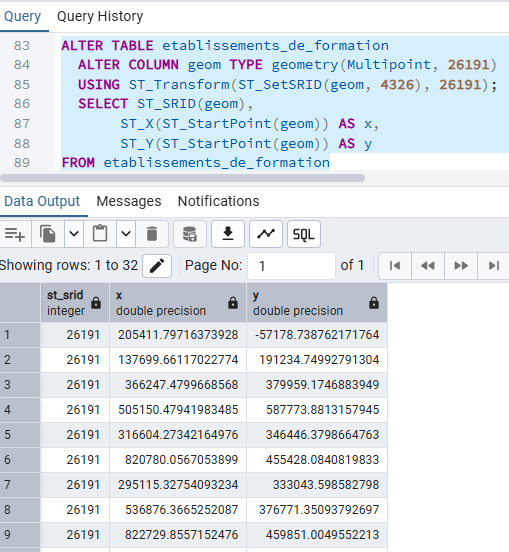 Query Query History
83 ALTER TABLE etablissements_de_formation
84 ALTER COLUMN geom TYPE geometry(Multipoint, 26191)
85 USING ST_Transform(ST_SetSRID(geom, 4326), 26191);
86 SELECT ST_SRID(geom),
87 ST_X(ST_StartPoint(geom)) AS x,
88 ST_Y(ST_StartPoint(geom)) AS y
89 FROM etablissements_de_formation
Data Output Messages Notifications
SQL
Showing rows: 1 to 32 Page No: 1 of 1
st_srid x y
integer double precision double precision
1 26191 205411.79716373928 -57178.738762171764
2 26191 137699.66117022774 191234.74992791304
3 26191 366247.4799668568 379959.1746883949
4 26191 505150.47941983485 587773.8813157945
5 26191 316604.27342164976 346446.3798664763
6 26191 820780.0567053899 455428.0840819833
7 26191 295115.32754093234 333043.598582798
8 26191 536876.3665252087 376771.35093792697
9 26191 822729.8557152476 459851.0049552213